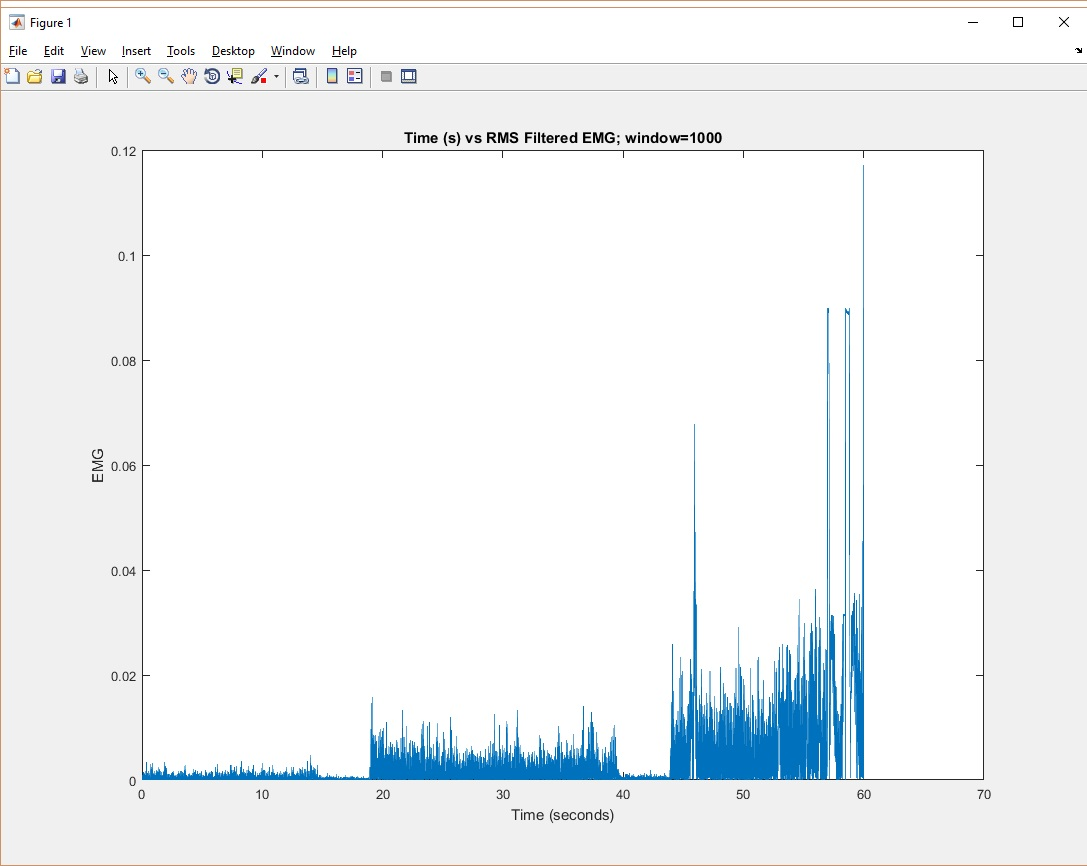 Figure 1
File Edit View Insert Tools Desktop Window Help
Time (s) vs RMS Filtered EMG; window=1000
0.12
0.1
0.08
0.06
0.04
0.02
0
EMG
0 10 20 30 40 50 60 70
Time (seconds)